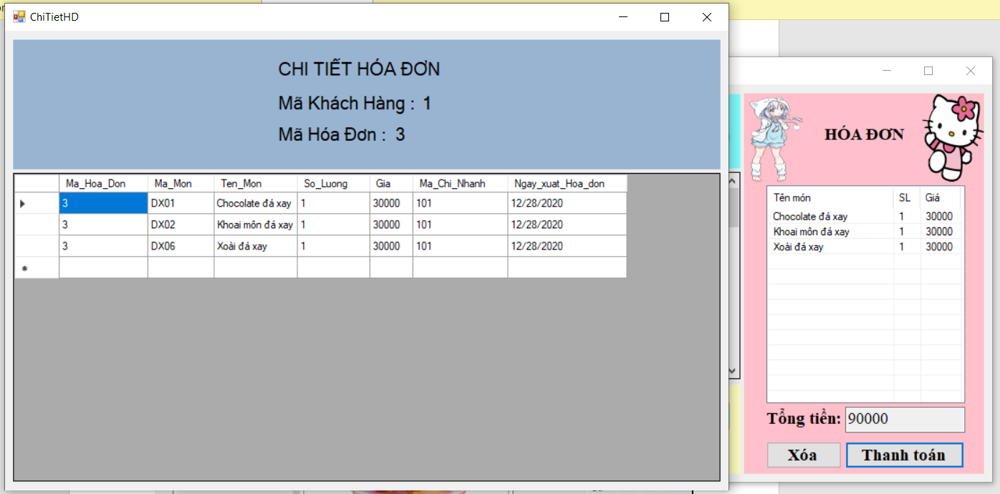 ChiTietHD
CHI TIẾT HÓA ĐƠN
Mã Khách Hàng : 1
Mã Hóa Đơn : 3
Ma_Hoa_Don Ma_Mon Ten_Mon So_Luong Gia Ma_Chi_Nhanh Ngay_xuat_Hoa_don
3 DX01 Chocolate đá xay 1 30000 101 12/28/2020
3 DX02 Khoai môn đá xay 1 30000 101 12/28/2020
3 DX06 Xoài đá xay 1 30000 101 12/28/2020
HÓA ĐƠN
Tên món SL Giá
Chocolate đá xay 1 30000
Khoai môn đá xay 1 30000
Xoài đá xay 1 30000
Tổng tiền: 90000
Xóa Thanh toán